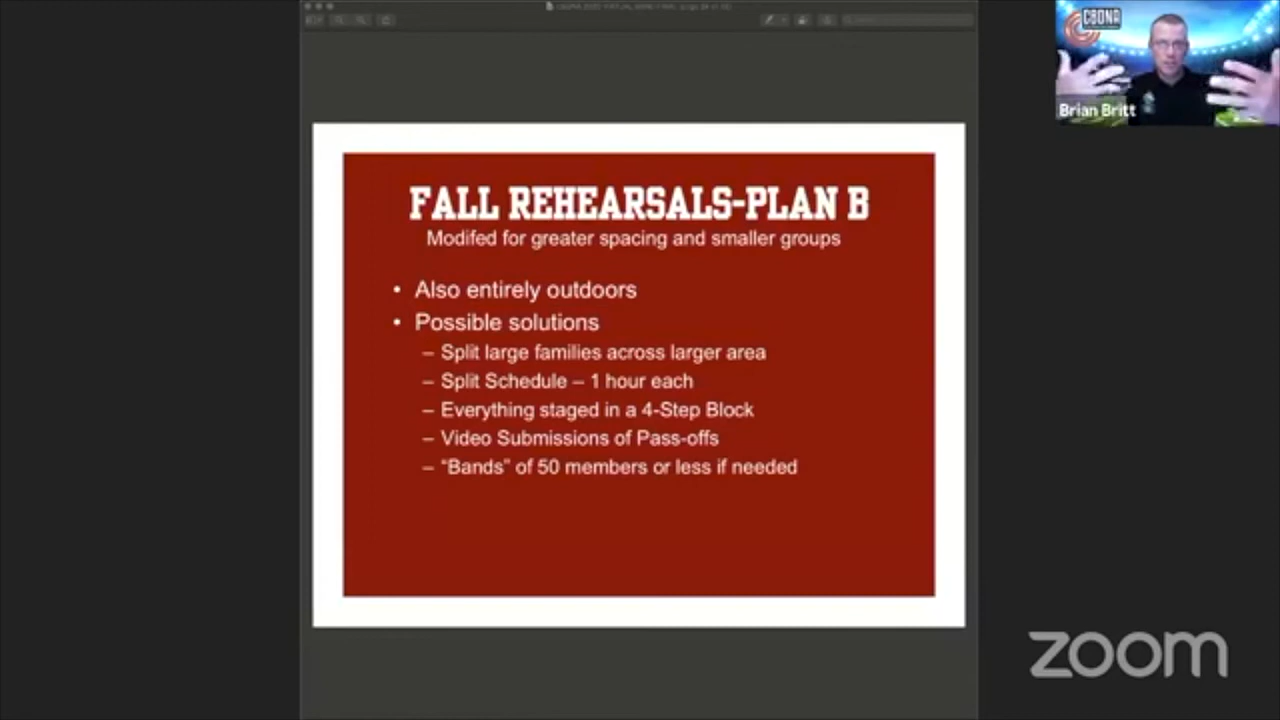 CBDNA
Brian Britt
FALL REHEARSALS-PLAN B
Modifed for greater spacing and smaller groups
• Also entirely outdoors
• Possible solutions
– Split large families across larger area
– Split Schedule – 1 hour each
– Everything staged in a 4-Step Block
– Video Submissions of Pass-offs
– “Bands” of 50 members or less if needed
zoom